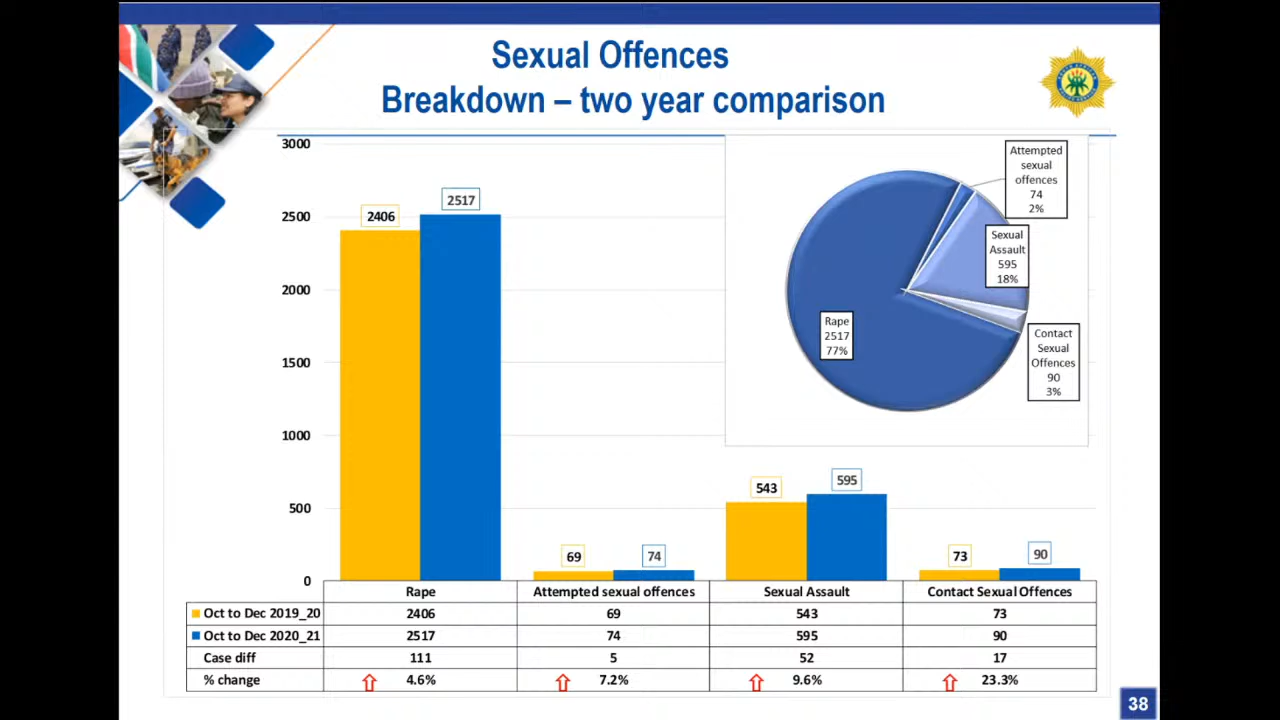 Sexual Offences
Breakdown – two year comparison
3000
2500
2000
1500
1000
500
0
2406
2517
69
74
543
595
73
90
Attempted
sexual
offences
74
2%
Sexual
Assault
595
18%
Rape
2517
77%
Contact
Sexual
Offences
90
3%
Rape Attempted sexual offences Sexual Assault Contact Sexual Offences
Oct to Dec 2019_20 2406 69 543 73
Oct to Dec 2020_21 2517 74 595 90
Case diff 111 5 52 17
% change 4.6% 7.2% 9.6% 23.3%
38